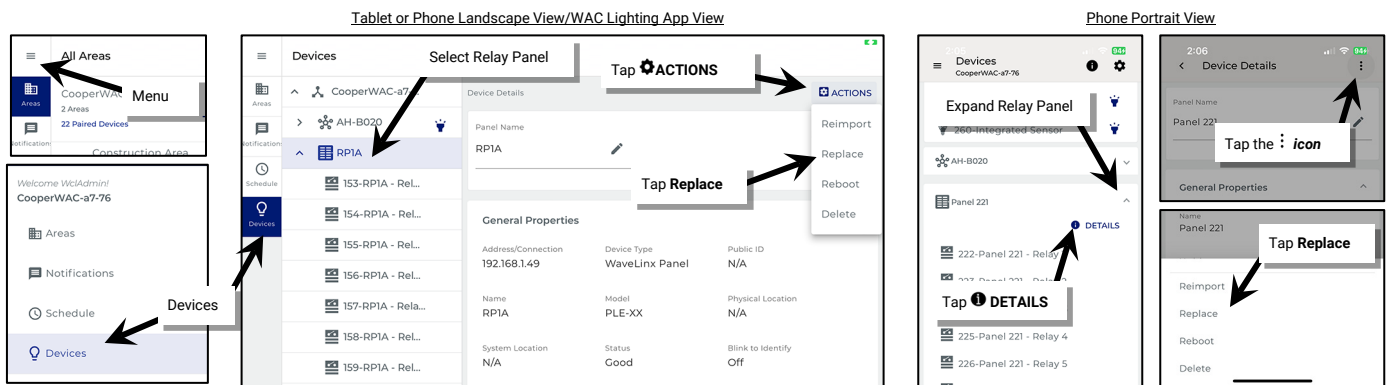 Tablet or Phone Landscape View/WAC Lighting App View
Phone Portrait View
All Areas
Areas
CooperWAC
2 Areas
22 Paired Devices
Construction Area
Menu
Welcome WclAdmin!
CooperWAC-a7-76
Areas
Notifications
Schedule
Devices
Devices
Devices
Areas
Schedule
Devices
CooperWAC-a7-
AH-B020
RP1A
153-RP1A - Rel...
154-RP1A - Rel...
155-RP1A - Rel...
156-RP1A - Rel...
157-RP1A - Rela...
158-RP1A - Rel...
159-RP1A - Rel...
Select Relay Panel
Tap ACTIONS
Device Details
ACTIONS
Panel Name
RP1A
Reimport
Replace
Reboot
Delete
Tap Replace
General Properties
Address/Connection
192.168.1.49
Device Type
WaveLinx Panel
Public ID
N/A
Name
RP1A
Model
PLE-XX
Physical Location
N/A
System Location
N/A
Status
Good
Blink to Identify
Off
2:05
94
Devices
CooperWAC-a7-76
Expand Relay Panel
260-Integrated Sensor
AH-B020
Panel 221
DETAILS
222-Panel 221 - Relay
Tap DETAILS
225-Panel 221 - Relay 4
226-Panel 221 - Relay 5
2:06
94
Device Details
Panel Name
Panel 221
Tap the ⋮ icon
General Properties
Name
Panel 221
Tap Replace
Reimport
Replace
Reboot
Delete